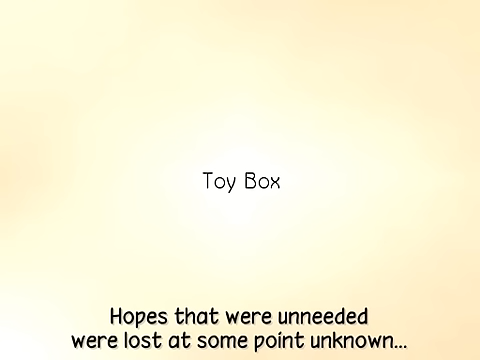 Toy Box
Hopes that were unneeded
were lost at some point unknown...